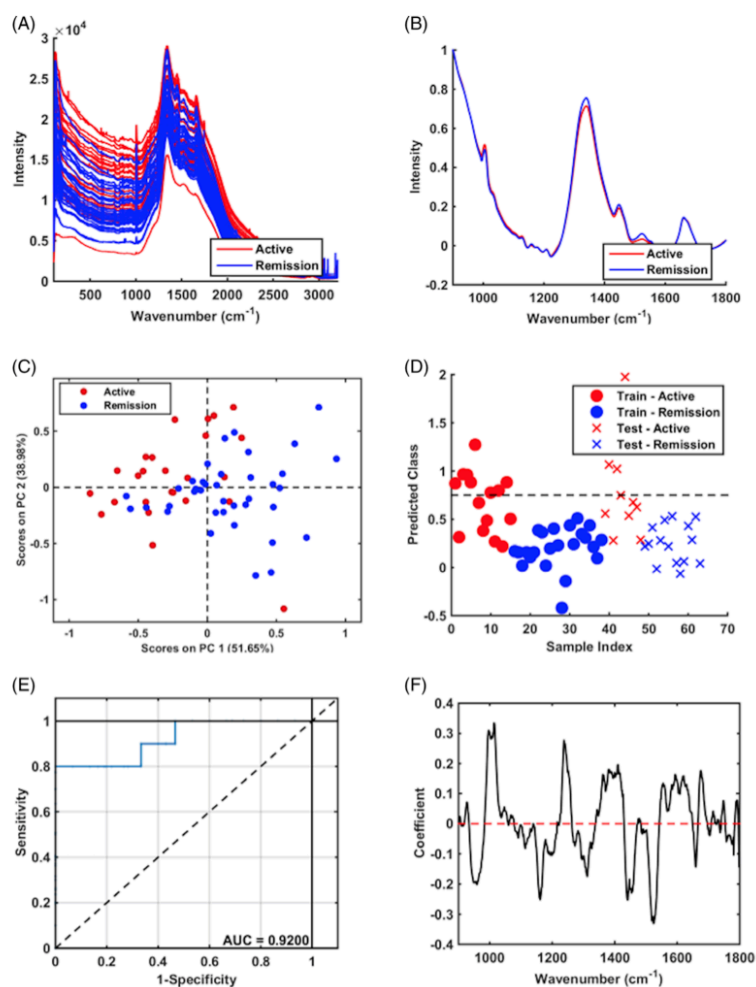 (A)
3
×10⁴
2.5
2
1.5
1
0.5
0
Intensity
500
1000
1500
2000
2500
3000
Wavenumber (cm⁻¹)
Active
Remission
(B)
1
0.8
0.6
0.4
0.2
0
-0.2
Intensity
1000
1200
1400
1600
1800
Wavenumber (cm⁻¹)
Active
Remission
(C)
Active
Remission
0.5
0
-0.5
-1
Scores on PC 2 (38.98%)
-1
-0.5
0
0.5
1
Scores on PC 1 (51.65%)
(D)
2
1.5
1
0.5
0
-0.5
Predicted Class
Train - Active
Train - Remission
Test - Active
Test - Remission
0
10
20
30
40
50
60
70
Sample Index
(E)
1
0.8
0.6
0.4
0.2
0
Sensitivity
AUC = 0.9200
0
0.2
0.4
0.6
0.8
1
1-Specificity
(F)
0.4
0.3
0.2
0.1
0
-0.1
-0.2
-0.3
-0.4
Coefficient
1000
1200
1400
1600
1800
Wavenumber (cm⁻¹)